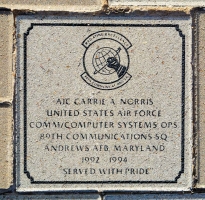 A1C CARRIE A NORRIS
UNITED STATES AIR FORCE
COMM/COMPUTER SYSTEMS OPS
89TH COMMUNICATIONS SQ
ANDREWS AFB, MARYLAND
1992 - 1994
"SERVED WITH PRIDE"